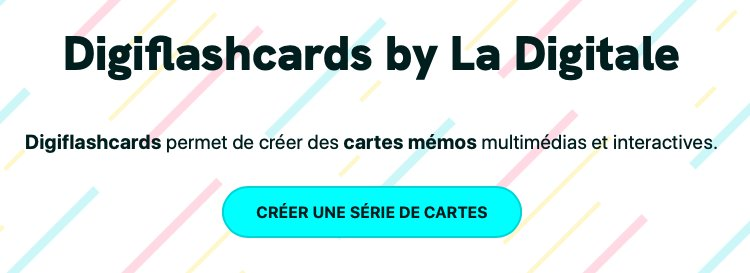 Digiflashcards by La Digitale
Digiflashcards permet de créer des cartes mémos multimédias et interactives.
CRÉER UNE SÉRIE DE CARTES